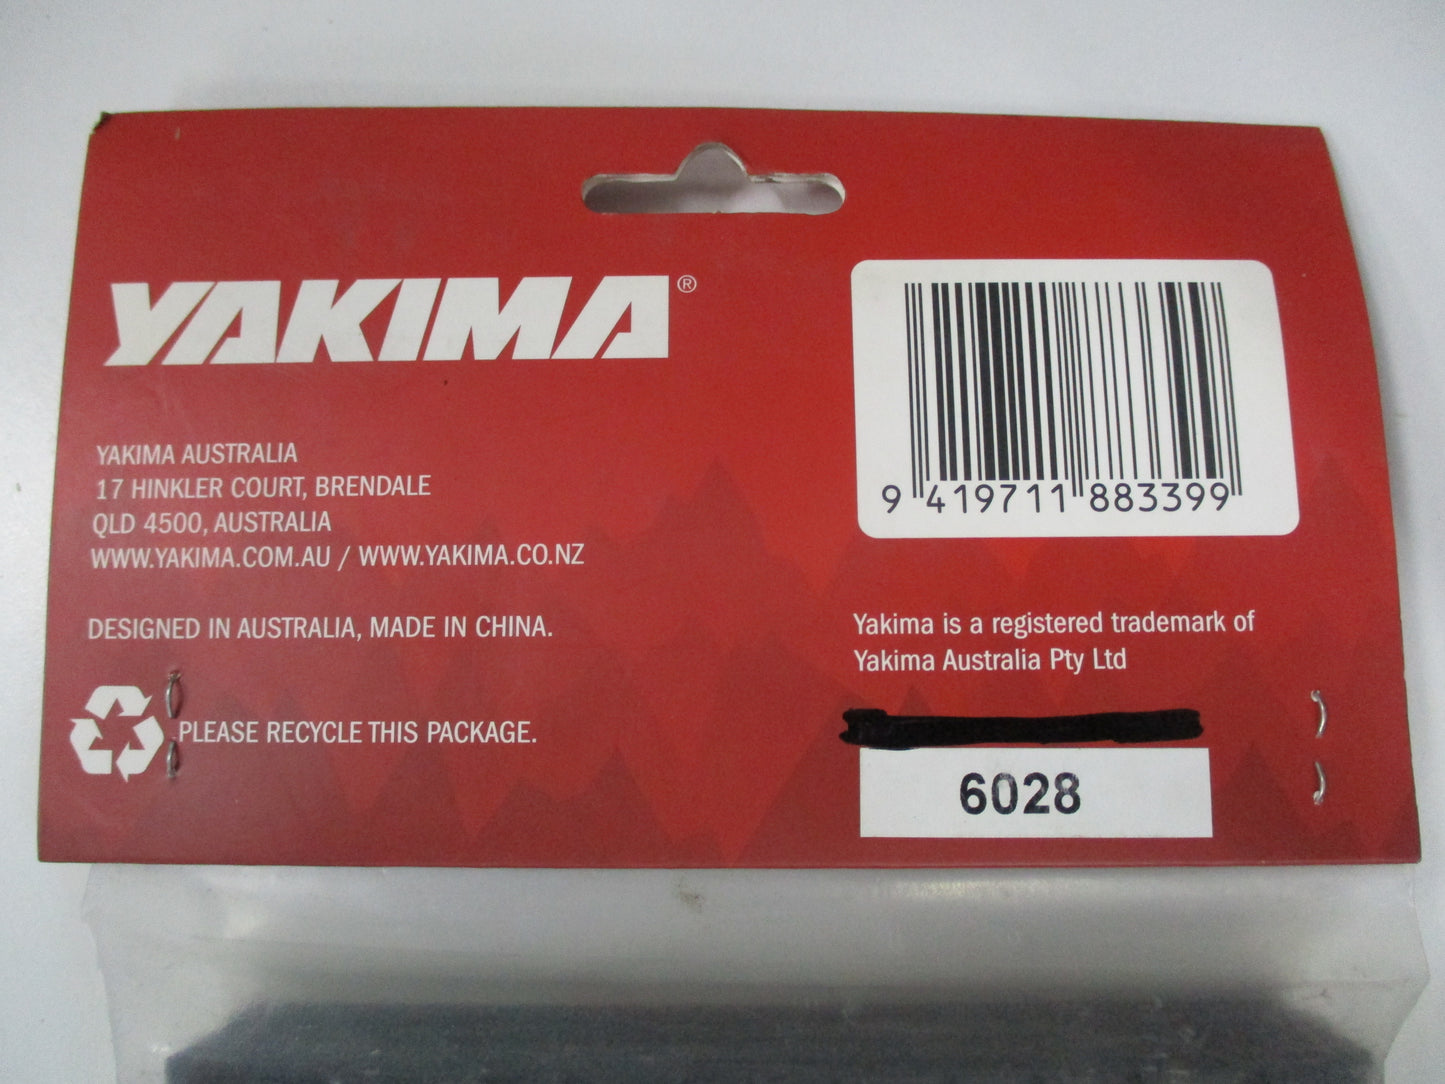 YAKIMA®
YAKIMA AUSTRALIA
17 HINKLER COURT, BRENDALE
QLD 4500, AUSTRALIA
WWW.YAKIMA.COM.AU / WWW.YAKIMA.CO.NZ
DESIGNED IN AUSTRALIA, MADE IN CHINA.
PLEASE RECYCLE THIS PACKAGE.
9 419711 883399
Yakima is a registered trademark of
Yakima Australia Pty Ltd
6028